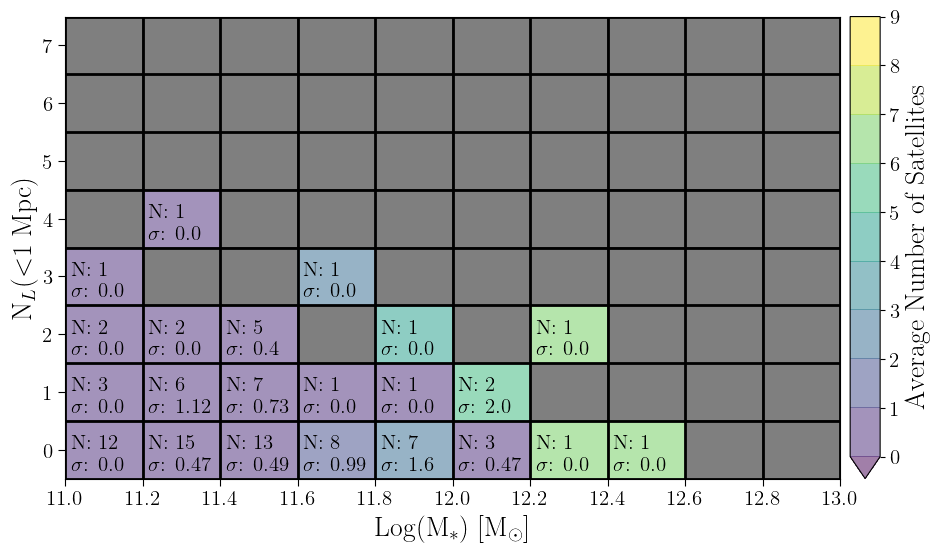 7
6
5
4
3
2
1
0
N_L(<1 Mpc)
N: 1
σ: 0.0
N: 1
σ: 0.0
N: 1
σ: 0.0
N: 2
σ: 0.0
N: 2
σ: 0.0
N: 5
σ: 0.4
N: 1
σ: 0.0
N: 1
σ: 0.0
N: 3
σ: 0.0
N: 6
σ: 1.12
N: 7
σ: 0.73
N: 1
σ: 0.0
N: 1
σ: 0.0
N: 2
σ: 2.0
N: 12
σ: 0.0
N: 15
σ: 0.47
N: 13
σ: 0.49
N: 8
σ: 0.99
N: 7
σ: 1.6
N: 3
σ: 0.47
N: 1
σ: 0.0
N: 1
σ: 0.0
11.0 11.2 11.4 11.6 11.8 12.0 12.2 12.4 12.6 12.8 13.0
Log(M_*) [M_⊙]
9
8
7
6
5
4
3
2
1
0
Average Number of Satellites